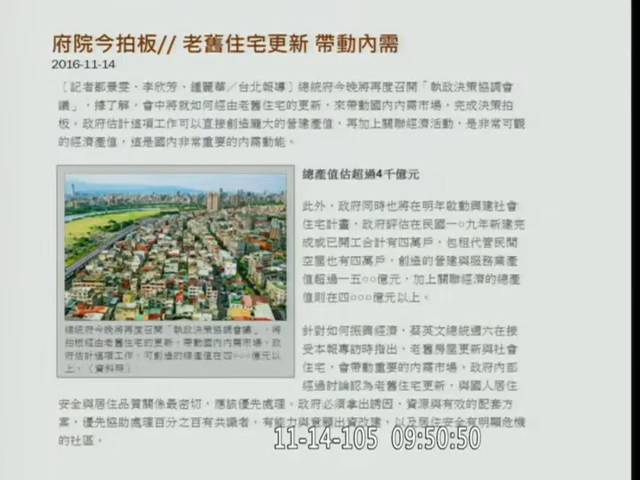 府院今拍板// 老舊住宅更新 帶動內需
2016-11-14
〔記者鄒景雯、李欣芳、鍾麗華／台北報導〕總統府今晚將再度召開「執政決策協調會
議」，據了解，會中將就如何經由老舊住宅的更新，來帶動國內內需市場，完成決策拍
板。政府估計這項工作可以直接創造龐大的營建產值，再加上關聯經濟活動，是非常可觀
的經濟產值，這是國內非常重要的內需動能。
總產值估超過4千億元
此外，政府同時也將在明年啟動興建社會
住宅計畫，政府評估在民國一○九年新建完
成或已開工合計有四萬戶，包租代管民間
空屋也有四萬戶，創造的營建與服務業產
值超過一五○○億元，加上關聯經濟的總產
值則在四○○○億元以上。
總統府今晚將再度召開「執政決策協調會議」，將
拍板經由老舊住宅的更新，帶動國內內需市場。政
府估計這項工作，可創造的總產值在四○○○億元以
上。（資料照）
針對如何振興經濟，蔡英文總統週六在接
受本報專訪時指出，老舊房屋更新與社會
住宅，會帶動重要的內需市場。政府內部
經過討論認為老舊住宅更新，與國人居住
安全與居住品質關係最密切，應該優先處理。政府必須拿出誘因、資源與有效的配套方
案，優先協助處理百分之百有共識者，有能力與意願出資改建，以及居住安全有明顯危機
的社區。
11-14-105 09:50:50